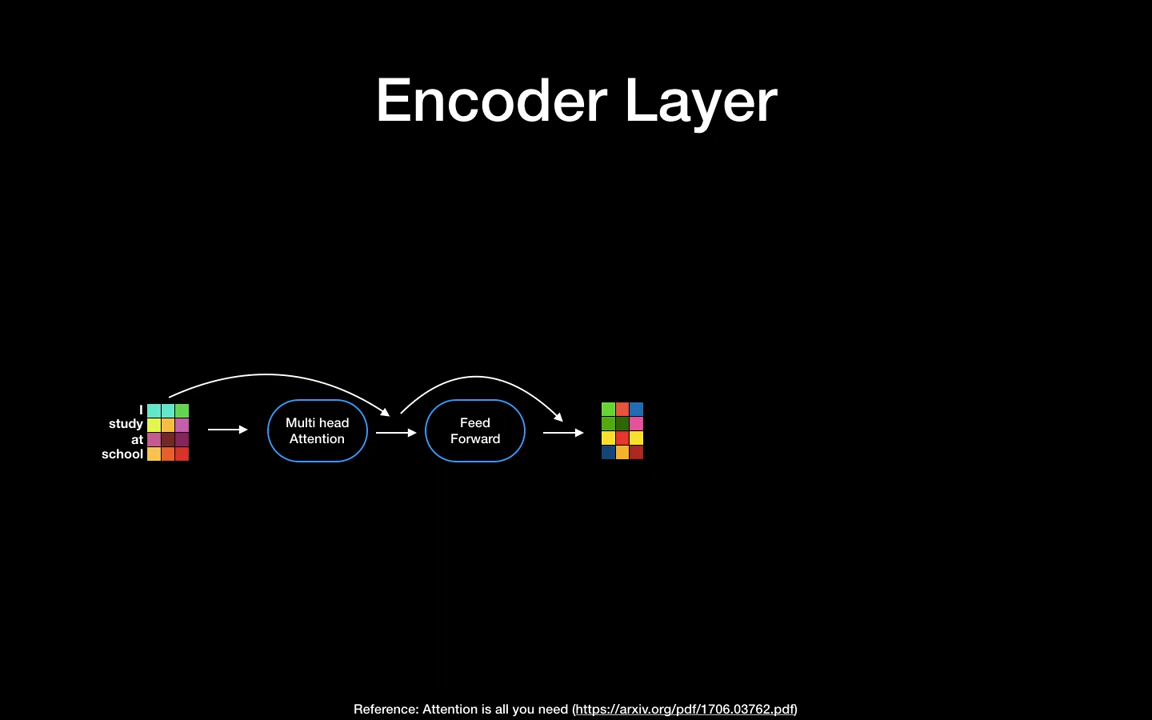 Encoder Layer
I
study
at
school
Multi head
Attention
Feed
Forward
Reference: Attention is all you need (https://arxiv.org/pdf/1706.03762.pdf)